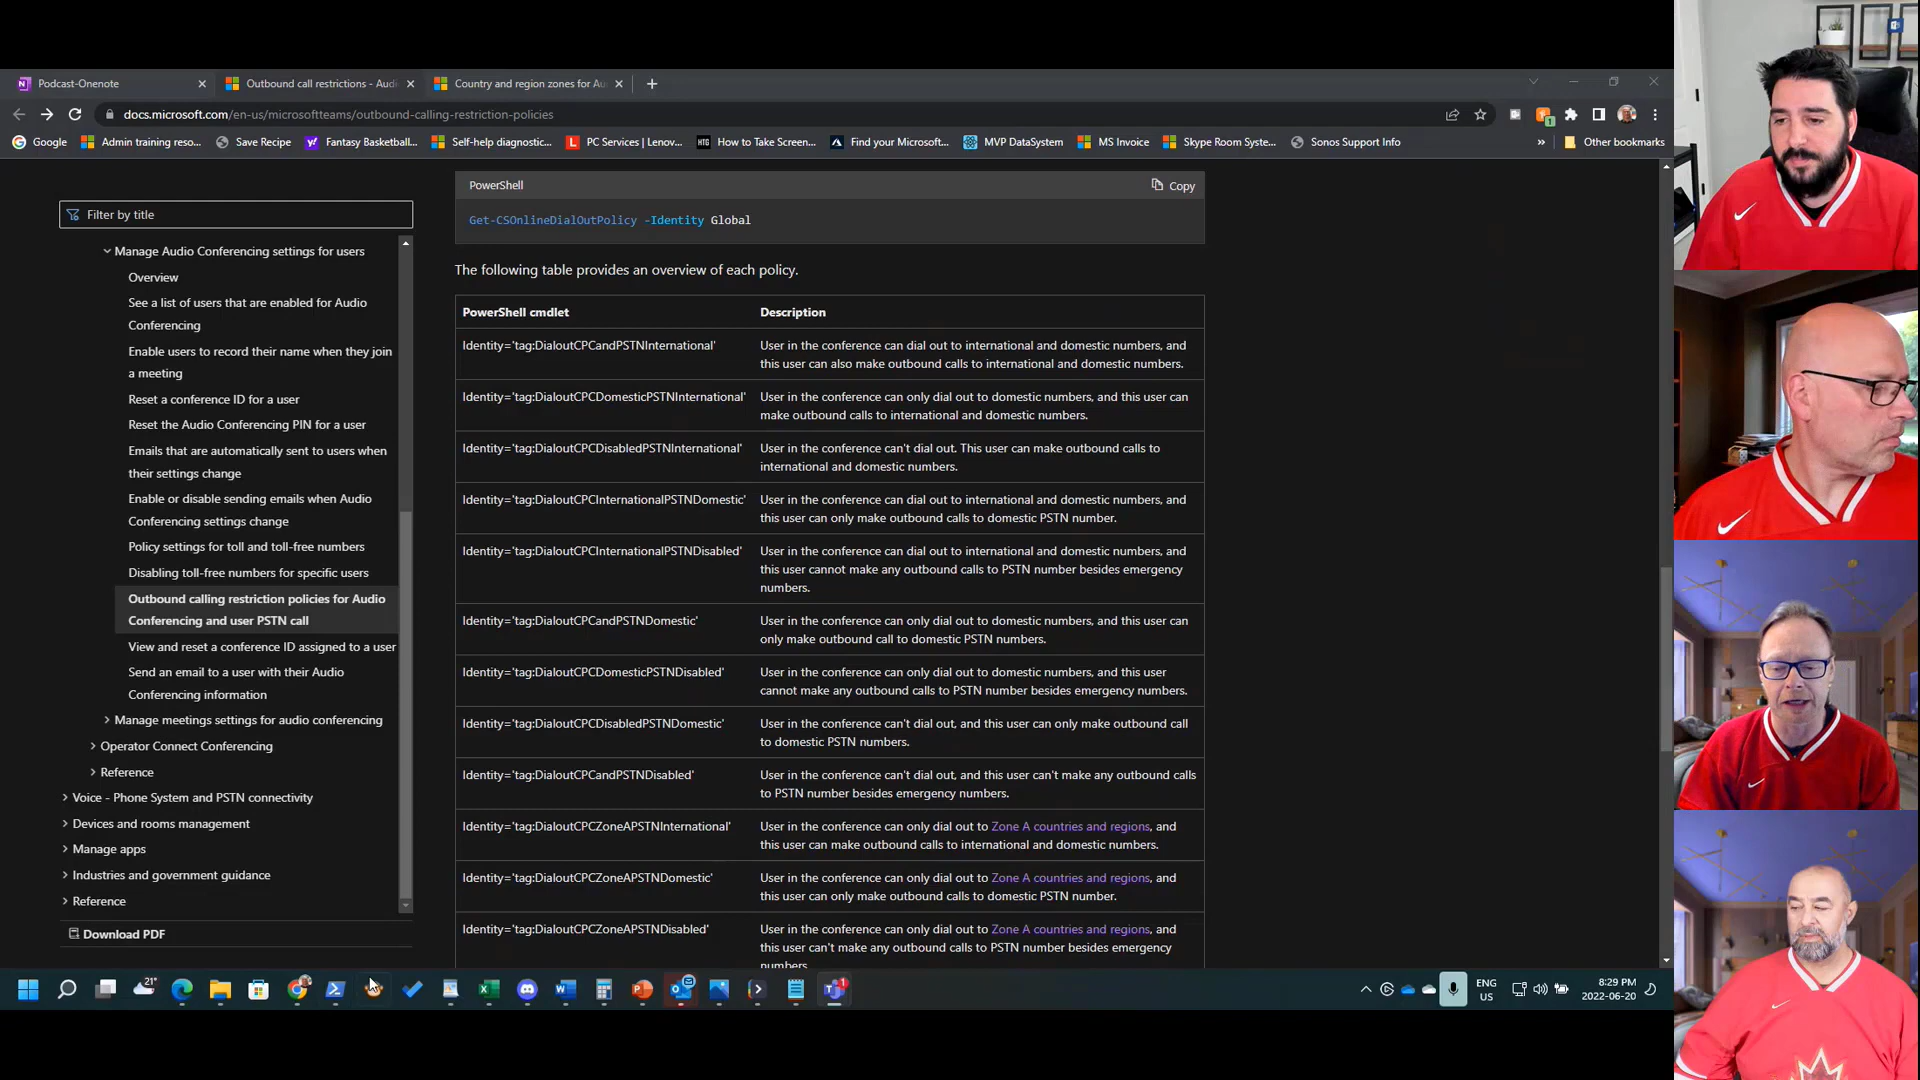 Podcast-Onenote
Outbound call restrictions - Audi
Country and region zones for Au
docs.microsoft.com/en-us/microsoftteams/outbound-calling-restriction-policies
Google
Admin training reso...
Save Recipe
Fantasy Basketball...
Self-help diagnostic...
PC Services | Lenov...
HTG
How to Take Screen...
Find your Microsoft...
MVP DataSystem
MS Invoice
Skype Room Syste...
Sonos Support Info
»
Other bookmarks
Filter by title
Manage Audio Conferencing settings for users
Overview
See a list of users that are enabled for Audio
Conferencing
Enable users to record their name when they join
a meeting
Reset a conference ID for a user
Reset the Audio Conferencing PIN for a user
Emails that are automatically sent to users when
their settings change
Enable or disable sending emails when Audio
Conferencing settings change
Policy settings for toll and toll-free numbers
Disabling toll-free numbers for specific users
Outbound calling restriction policies for Audio
Conferencing and user PSTN call
View and reset a conference ID assigned to a user
Send an email to a user with their Audio
Conferencing information
Manage meetings settings for audio conferencing
Operator Connect Conferencing
Reference
Voice - Phone System and PSTN connectivity
Devices and rooms management
Manage apps
Industries and government guidance
Reference
Download PDF
PowerShell
Copy
Get-CSOnlineDialOutPolicy -Identity Global
The following table provides an overview of each policy.
PowerShell cmdlet
Description
Identity='tag:DialoutCPCandPSTNInternational'
User in the conference can dial out to international and domestic numbers, and
this user can also make outbound calls to international and domestic numbers.
Identity='tag:DialoutCPCDomesticPSTNInternational'
User in the conference can only dial out to domestic numbers, and this user can
make outbound calls to international and domestic numbers.
Identity='tag:DialoutCPCDisabledPSTNInternational'
User in the conference can't dial out. This user can make outbound calls to
international and domestic numbers.
Identity='tag:DialoutCPCInternationalPSTNDomestic'
User in the conference can dial out to international and domestic numbers, and
this user can only make outbound calls to domestic PSTN number.
Identity='tag:DialoutCPCInternationalPSTNDisabled'
User in the conference can dial out to international and domestic numbers, and
this user cannot make any outbound calls to PSTN number besides emergency
numbers.
Identity='tag:DialoutCPCandPSTNDomestic'
User in the conference can only dial out to domestic numbers, and this user can
only make outbound call to domestic PSTN numbers.
Identity='tag:DialoutCPCDomesticPSTNDisabled'
User in the conference can only dial out to domestic numbers, and this user
cannot make any outbound calls to PSTN number besides emergency numbers.
Identity='tag:DialoutCPCDisabledPSTNDomestic'
User in the conference can't dial out, and this user can only make outbound call
to domestic PSTN numbers.
Identity='tag:DialoutCPCandPSTNDisabled'
User in the conference can't dial out, and this user can't make any outbound calls
to PSTN number besides emergency numbers.
Identity='tag:DialoutCPCZoneAPSTNInternational'
User in the conference can only dial out to Zone A countries and regions, and
this user can make outbound calls to international and domestic numbers.
Identity='tag:DialoutCPCZoneAPSTNDomestic'
User in the conference can only dial out to Zone A countries and regions, and
this user can only make outbound calls to domestic PSTN number.
Identity='tag:DialoutCPCZoneAPSTNDisabled'
User in the conference can only dial out to Zone A countries and regions, and
this user can't make any outbound calls to PSTN number besides emergency
numbers
21°
ENG
US
8:29 PM
2022-06-20